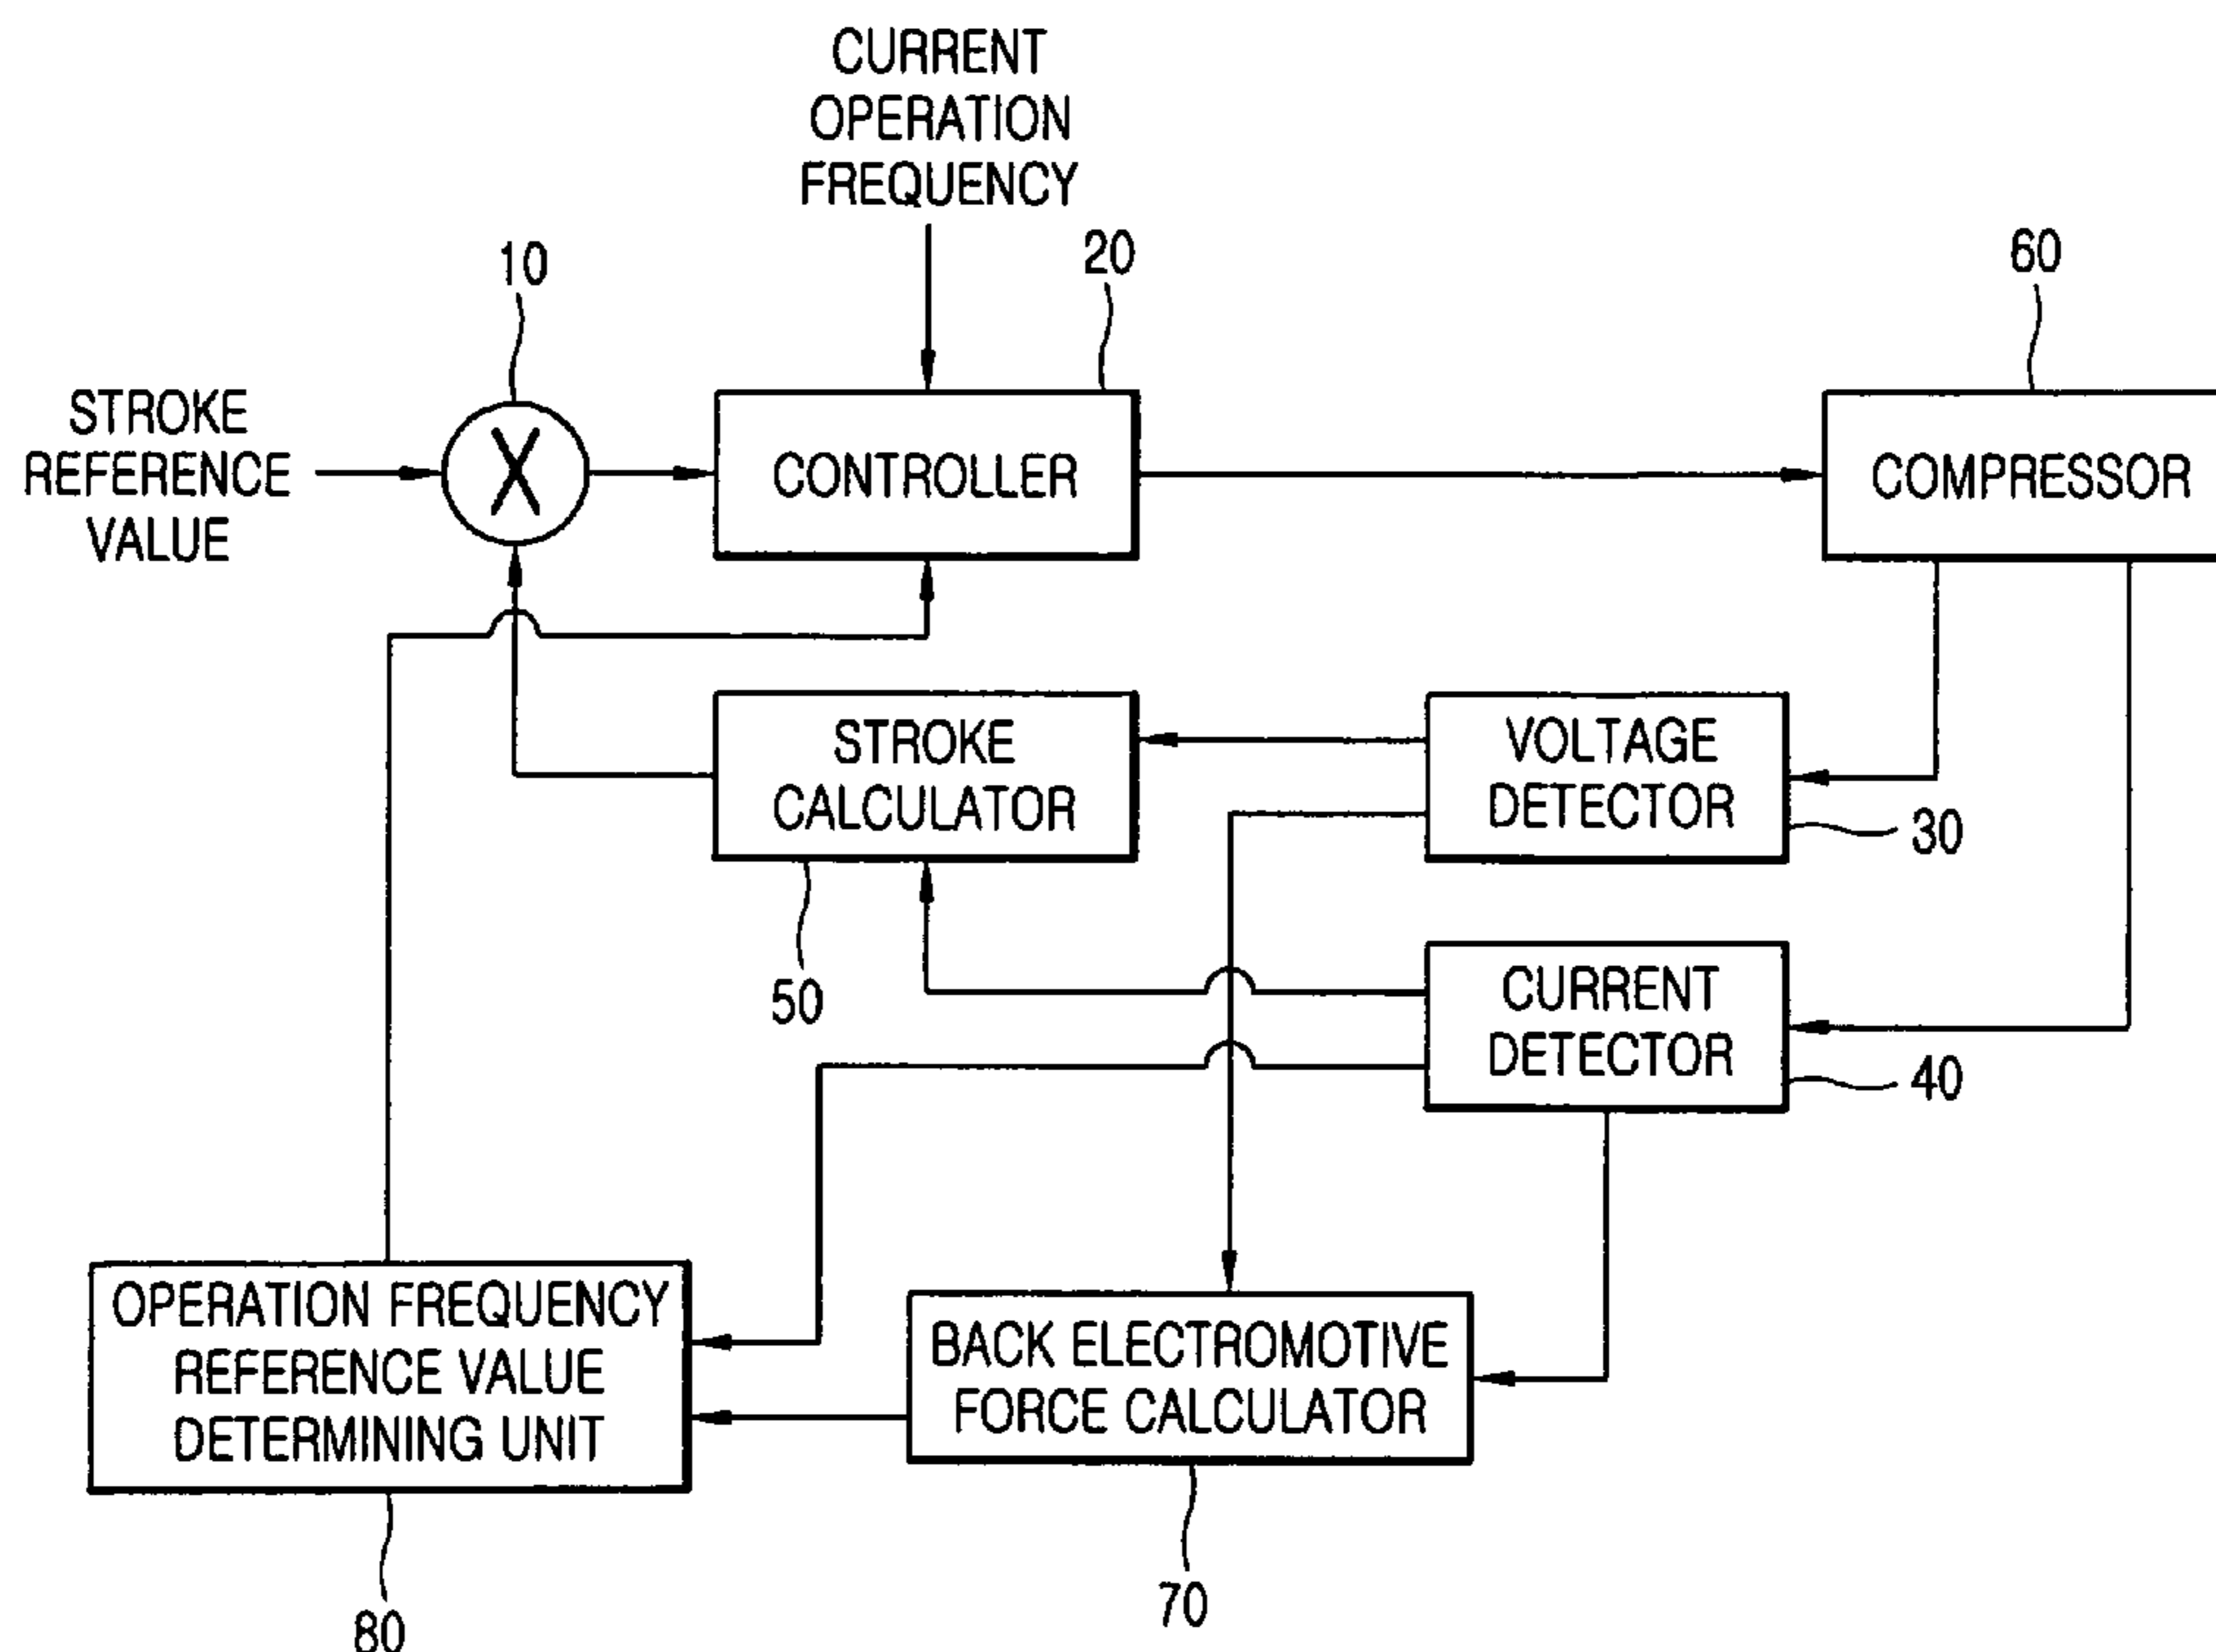 CURRENT
OPERATION
FREQUENCY
10
20
60
STROKE
REFERENCE
VALUE
X
CONTROLLER
COMPRESSOR
STROKE
CALCULATOR
50
VOLTAGE
DETECTOR
30
CURRENT
DETECTOR
40
OPERATION FREQUENCY
REFERENCE VALUE
DETERMINING UNIT
80
BACK ELECTROMOTIVE
FORCE CALCULATOR
70